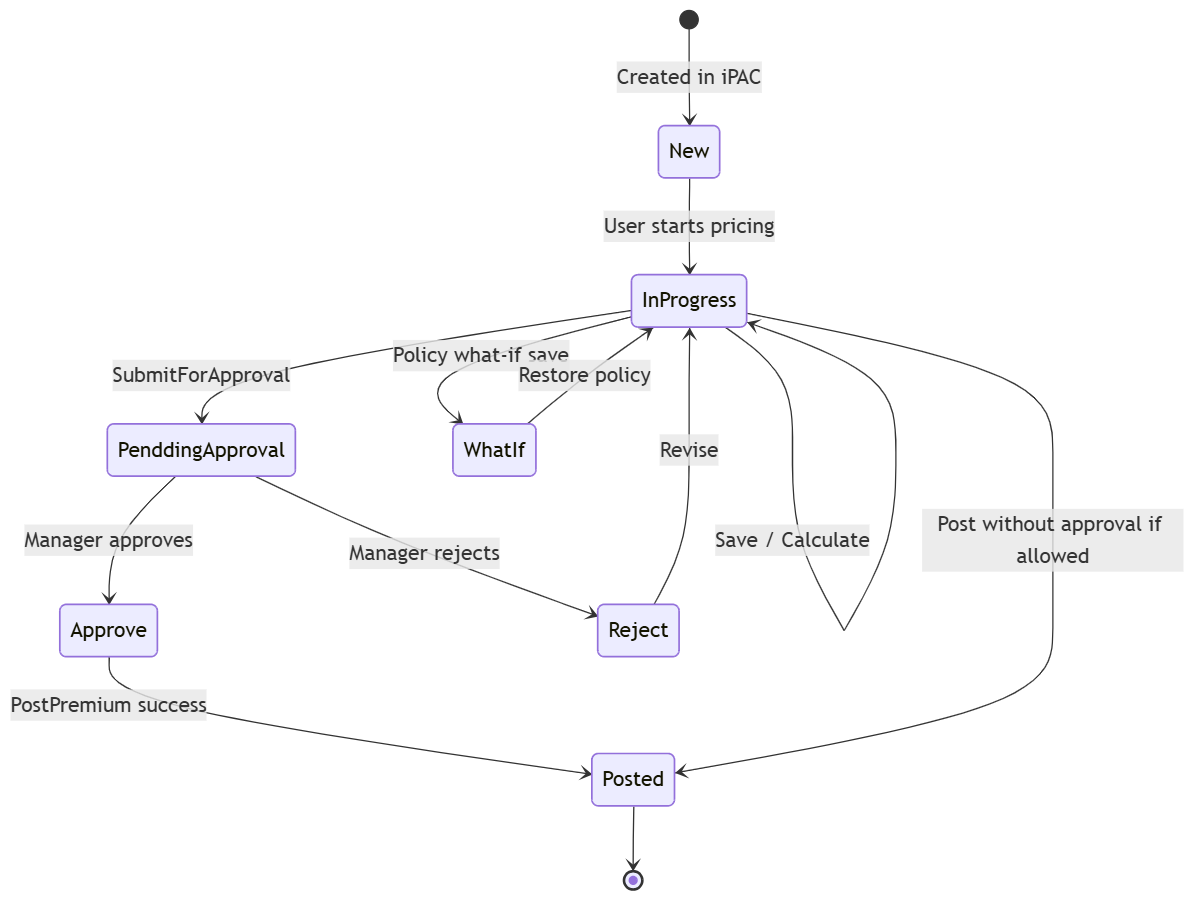 Created in iPAC
New
User starts pricing
InProgress
Policy what-if save
SubmitForApproval
Restore policy
PenddingApproval
WhatIf
Revise
Manager approves
Manager rejects
Save / Calculate
Post without approval if
allowed
Approve
Reject
PostPremium success
Posted